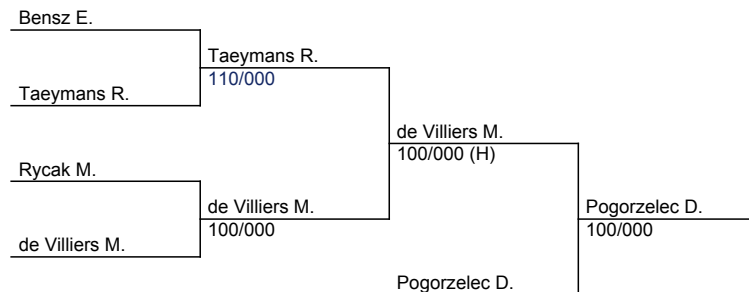 Bensz E.
Taeymans R.
110/000
Taeymans R.
de Villiers M.
100/000 (H)
Rycak M.
de Villiers M.
100/000
Pogorzelec D.
100/000
de Villiers M.
Pogorzelec D.